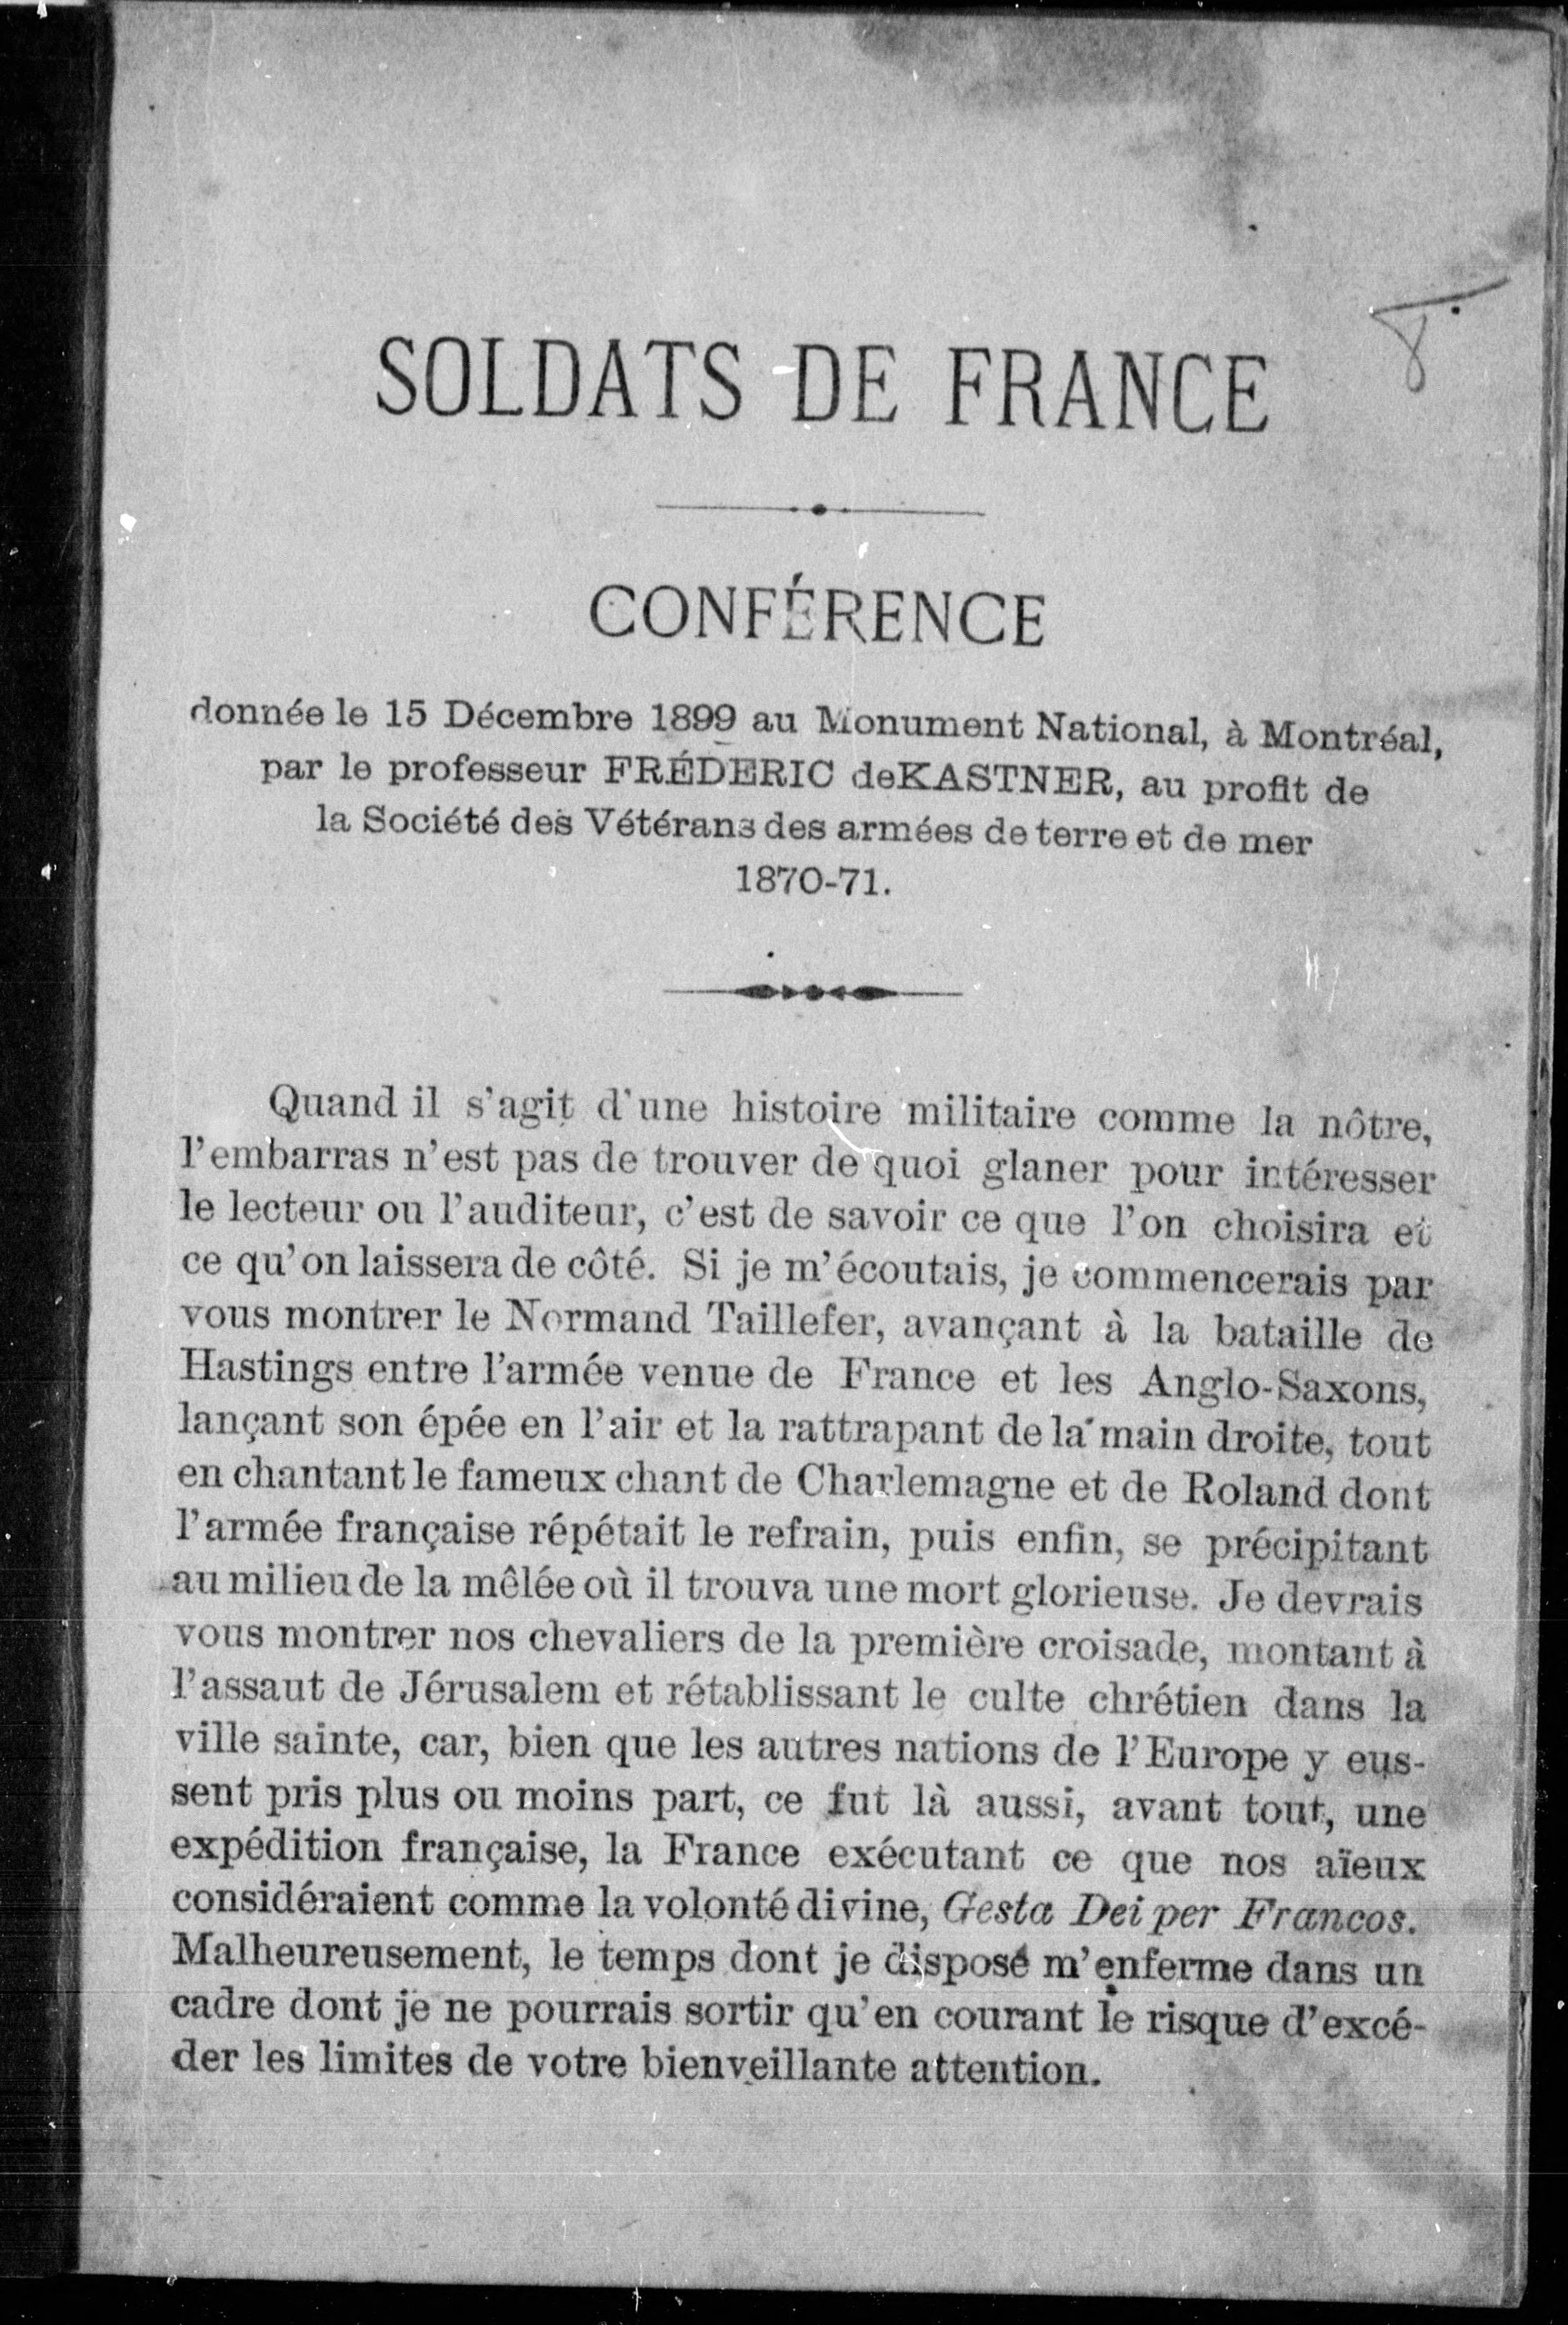 SOLDATS DE FRANCE
CONFÉRENCE
donnée le 15 Décembre 1899 au Monument National, à Montréal,
par le professeur FRÉDERIC deKASTNER, au profit de
la Société des Vétérans des armées de terre et de mer
1870-71.
Quand il s'agit d'une histoire militaire comme la nôtre,
l'embarras n'est pas de trouver de quoi glaner pour intéresser
le lecteur ou l'auditeur, c'est de savoir ce que l'on choisira et
ce qu'on laissera de côté. Si je m'écoutais, je commencerais par
vous montrer le Normand Taillefer, avançant à la bataille de
Hastings entre l'armée venue de France et les Anglo-Saxons,
lançant son épée en l'air et la rattrapant de la main droite, tout
en chantant le fameux chant de Charlemagne et de Roland dont
l'armée française répétait le refrain, puis enfin, se précipitant
au milieu de la mêlée où il trouva une mort glorieuse. Je devrais
vous montrer nos chevaliers de la première croisade, montant à
l'assaut de Jérusalem et rétablissant le culte chrétien dans la
ville sainte, car, bien que les autres nations de l'Europe y eus-
sent pris plus ou moins part, ce fut là aussi, avant tout, une
expédition française, la France exécutant ce que nos aïeux
considéraient comme la volonté divine, Gesta Dei per Francos.
Malheureusement, le temps dont je dispose m'enferme dans un
cadre dont je ne pourrais sortir qu'en courant le risque d'excé-
der les limites de votre bienveillante attention.